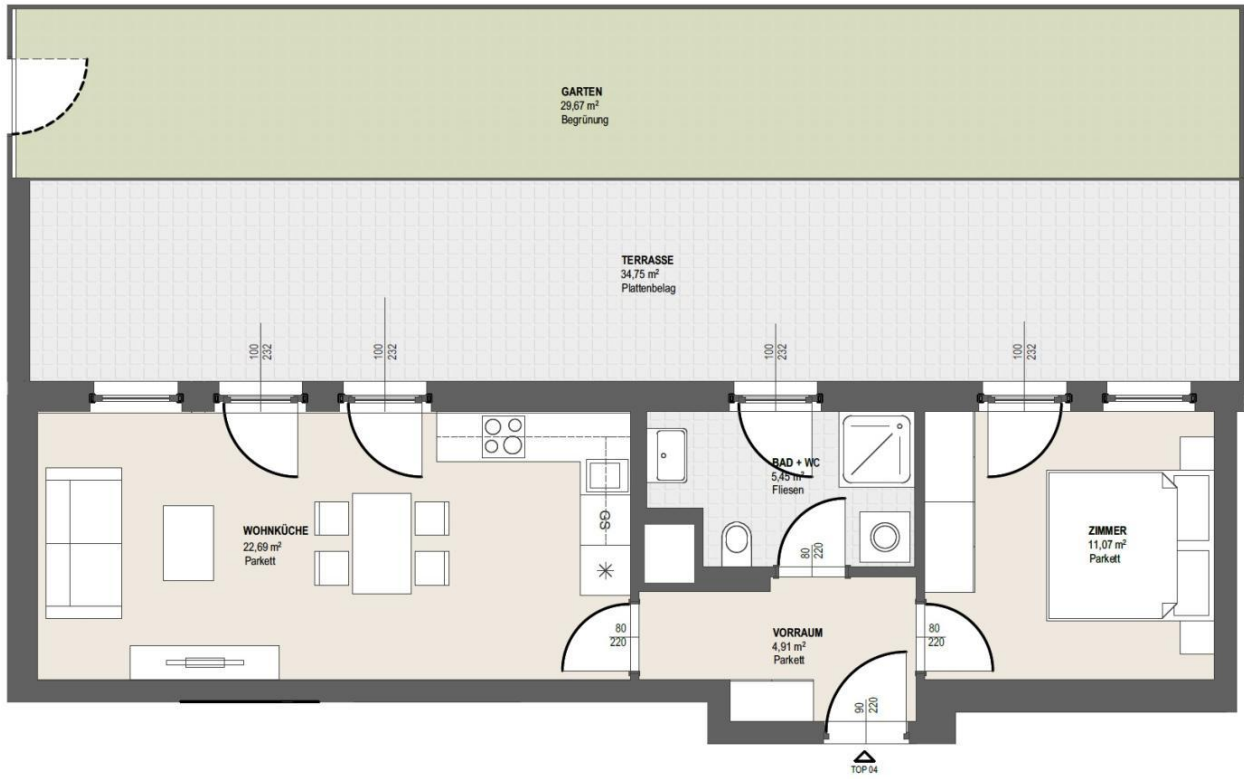 GARTEN
29,67 m²
Begrünung
TERRASSE
34,75 m²
Plattenbelag
100
232
100
232
100
232
100
232
WOHNKÜCHE
22,69 m²
Parkett
GS
BAD + WC
5,45 m²
Fliesen
80
220
ZIMMER
11,07 m²
Parkett
80
220
VORRAUM
4,91 m²
Parkett
80
220
90
220
TOP 04